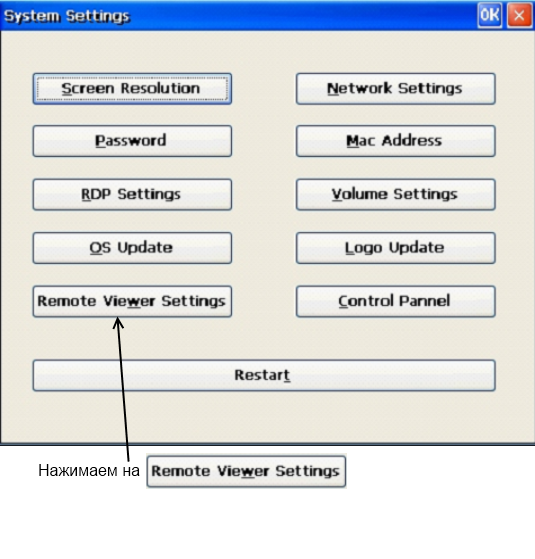 System Settings OK
Screen Resolution Network Settings
Password Mac Address
RDP Settings Volume Settings
OS Update Logo Update
Remote Viewer Settings Control Pannel
Restart
Нажимаем на Remote Viewer Settings